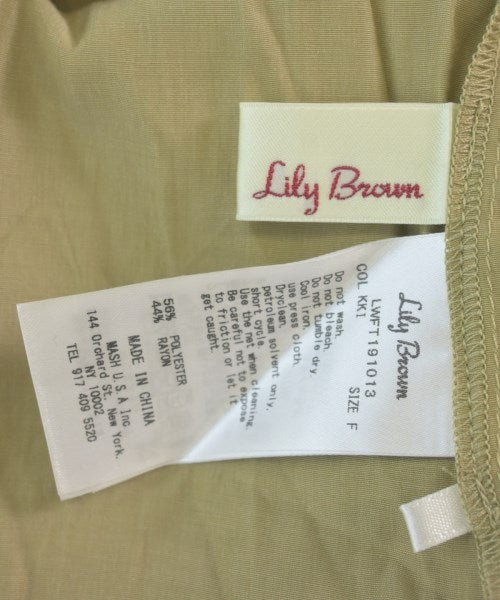 Lily Brown
Lily Brown
LWFT191013
COL KKI SIZE F
Do not wash.
Do not bleach.
Do not tumble dry.
Cool iron.
use press cloth.
Dryclean,
petroleum solvent only.
short cycle.
Use the net when cleaning.
Be careful not to expose
to friction or let it
get caught.
56% POLYESTER
44% RAYON
MADE IN CHINA
MASH U S A Inc
144 Orchard St. New York.
NY 10002
TEL 917 409 5520